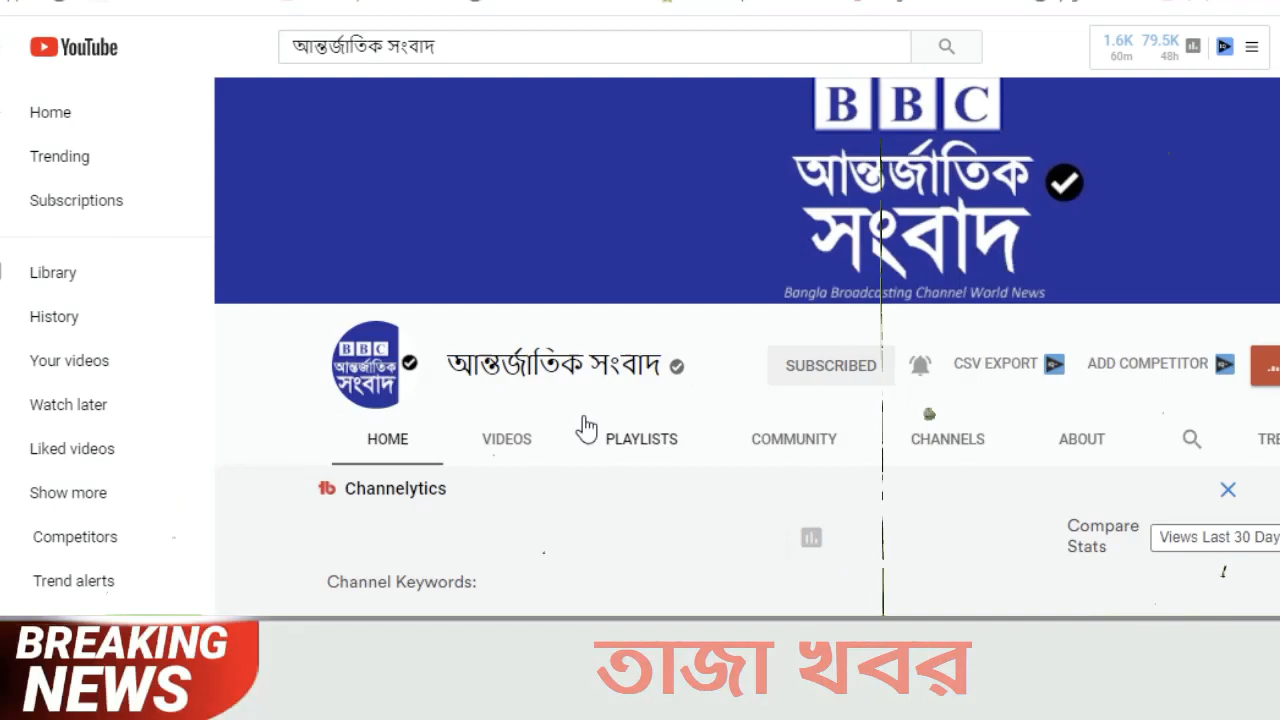 YouTube
আন্তর্জাতিক সংবাদ
1.6K 79.5K
60m 48h
Home
Trending
Subscriptions
Library
History
Your videos
Watch later
Liked videos
Show more
Competitors
Trend alerts
BBC
আন্তর্জাতিক
সংবাদ
Bangla Broadcasting Channel World News
BBC
আন্তর্জাতিক
সংবাদ
আন্তর্জাতিক সংবাদ
SUBSCRIBED
CSV EXPORT
ADD COMPETITOR
HOME VIDEOS PLAYLISTS COMMUNITY CHANNELS ABOUT
Channelytics
Compare
Stats
Views Last 30 Day
Channel Keywords:
BREAKING
NEWS
তাজা খবর